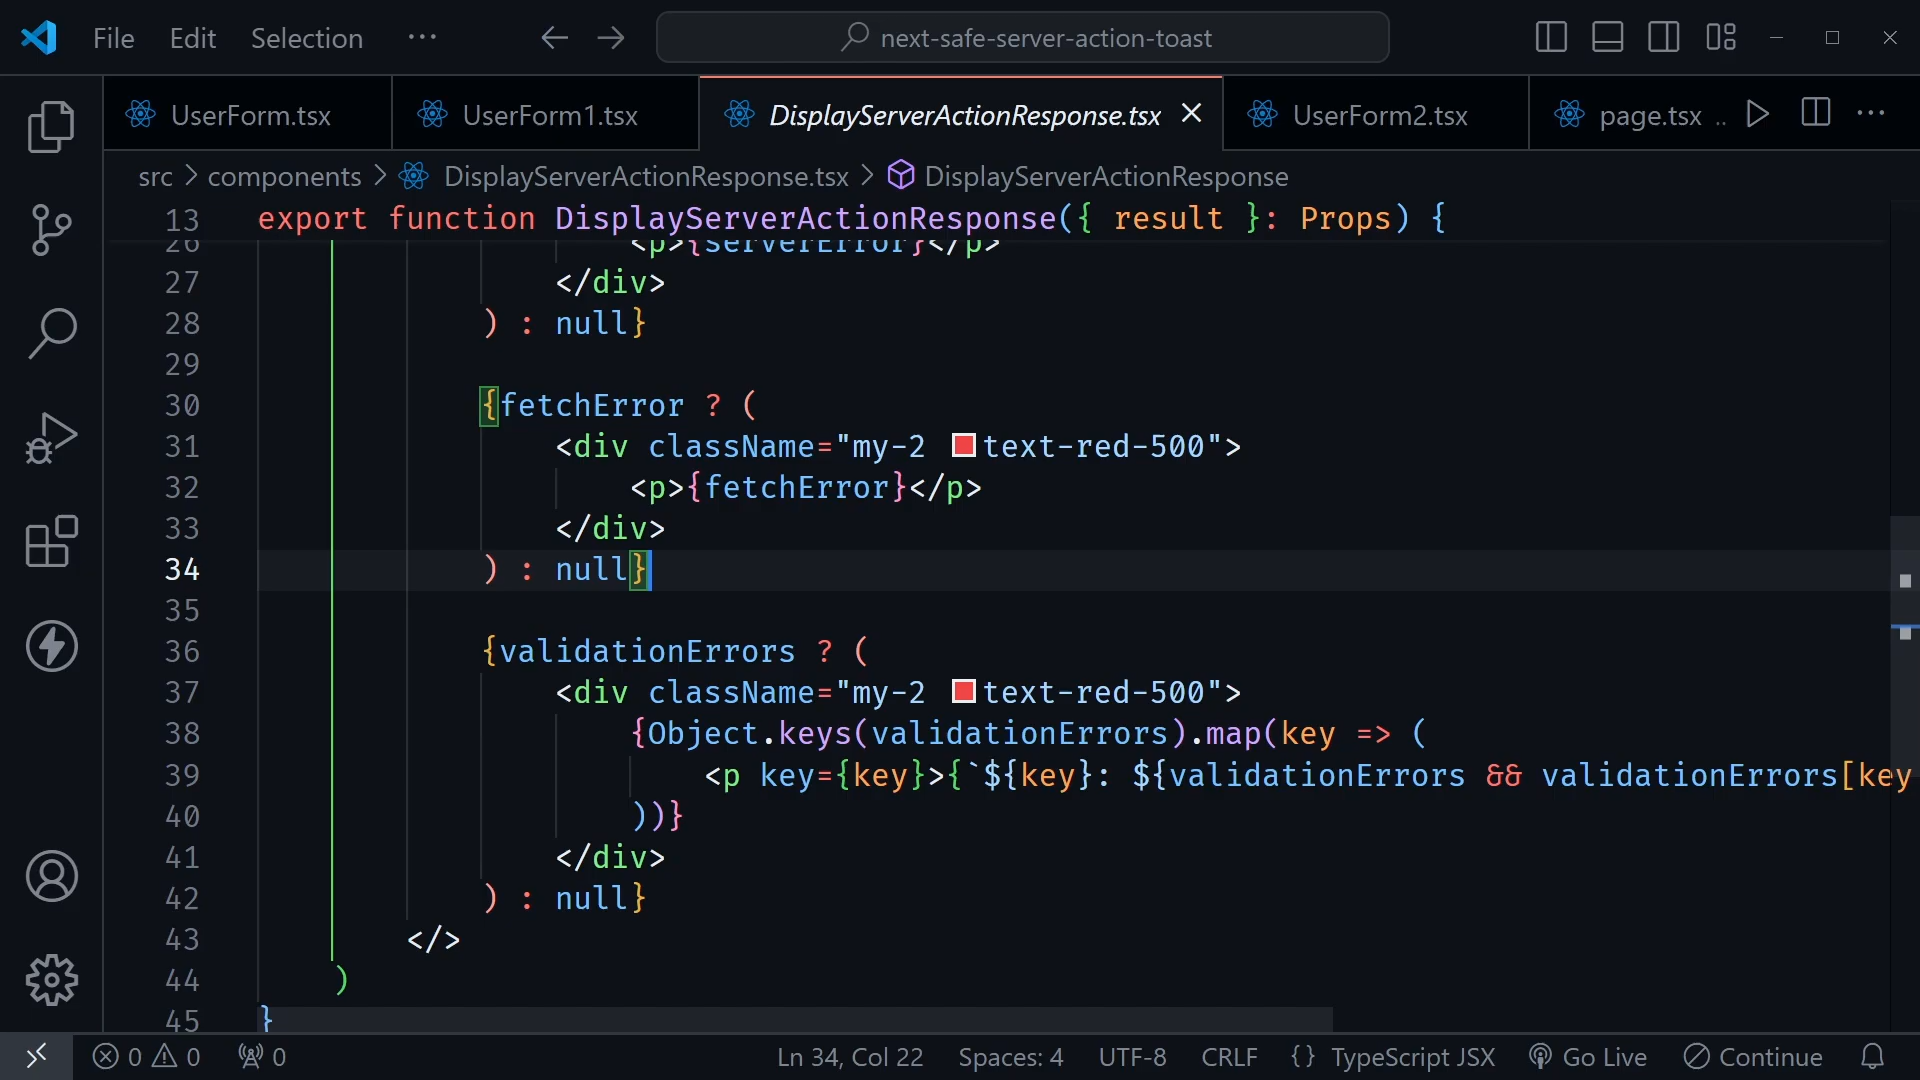 File Edit Selection ··· next-safe-server-action-toast
UserForm.tsx UserForm1.tsx DisplayServerActionResponse.tsx UserForm2.tsx page.tsx .. ···
src > components > DisplayServerActionResponse.tsx > DisplayServerActionResponse
13 export function DisplayServerActionResponse({ result }: Props) {
26 <p>{serverError}</p>
27 </div>
28 ) : null}
29
30 {fetchError ? (
31 <div className="my-2 text-red-500">
32 <p>{fetchError}</p>
33 </div>
34 ) : null}
35
36 {validationErrors ? (
37 <div className="my-2 text-red-500">
38 {Object.keys(validationErrors).map(key => (
39 <p key={key}>{`${key}: ${validationErrors && validationErrors[key
40 ))}
41 </div>
42 ) : null}
43 </>
44 )
45 }
0 0 0 Ln 34, Col 22 Spaces: 4 UTF-8 CRLF {} TypeScript JSX Go Live Continue